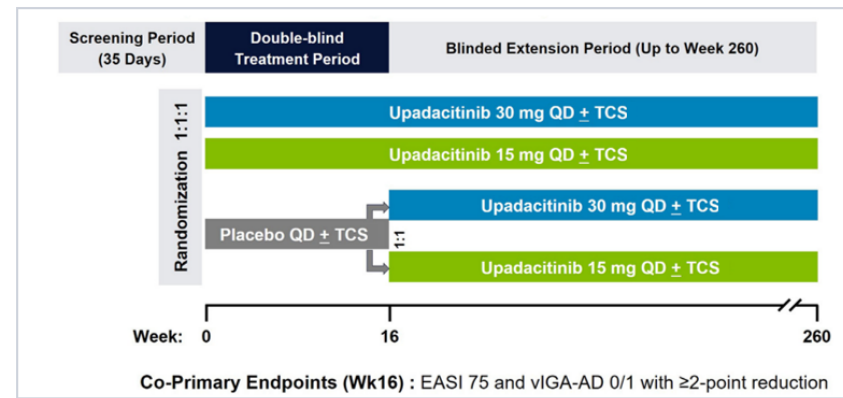 Screening Period
(35 Days)
Double-blind
Treatment Period
Blinded Extension Period (Up to Week 260)
Randomization 1:1:1
Upadacitinib 30 mg QD ± TCS
Upadacitinib 15 mg QD ± TCS
Upadacitinib 30 mg QD ± TCS
Placebo QD ± TCS
1:1
Upadacitinib 15 mg QD ± TCS
Week: 0 16 260
Co-Primary Endpoints (Wk16) : EASI 75 and vIGA-AD 0/1 with ≥2-point reduction